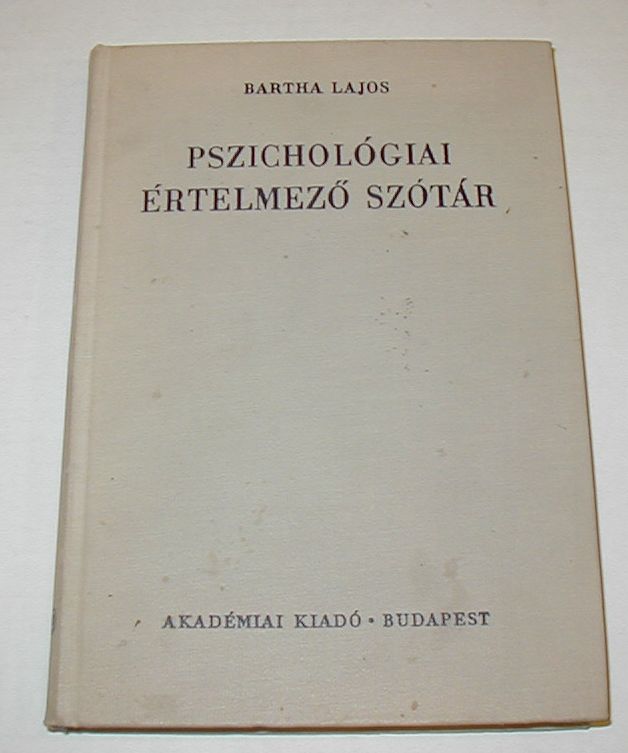 BARTHA LAJOS
PSZICHOLÓGIAI
ÉRTELMEZŐ SZÓTÁR
AKADÉMIAI KIADÓ • BUDAPEST